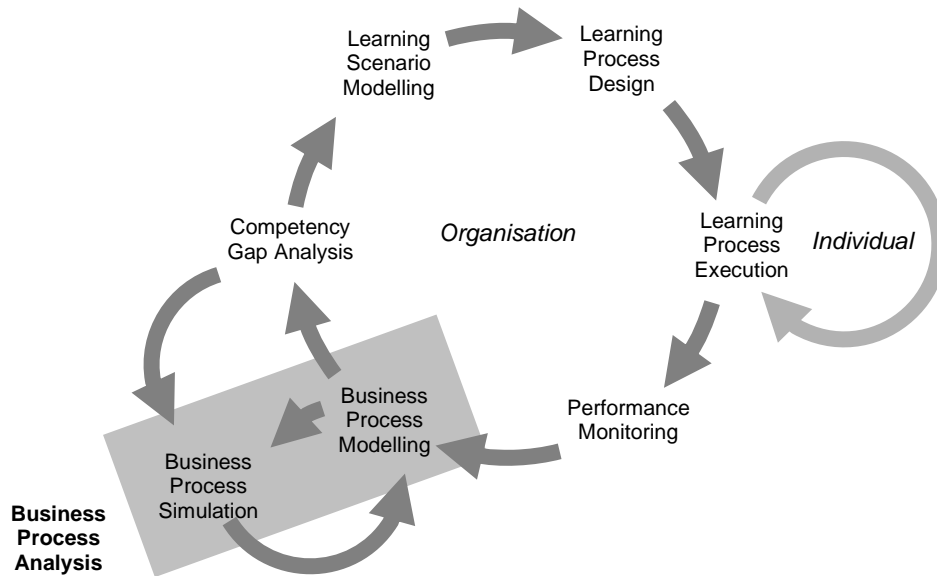 Learning
Scenario
Modelling
Learning
Process
Design
Competency
Gap Analysis
Organisation
Learning
Process
Execution
Individual
Business
Process
Modelling
Performance
Monitoring
Business
Process
Simulation
Business
Process
Analysis